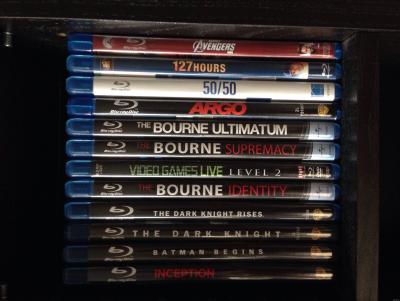 AVENGERS
127 HOURS
50/50
ARGO
THE BOURNE ULTIMATUM
THE BOURNE SUPREMACY
VIDEO GAMES LIVE LEVEL 2
THE BOURNE IDENTITY
THE DARK KNIGHT RISES
THE DARK KNIGHT
BATMAN BEGINS
INCEPTION